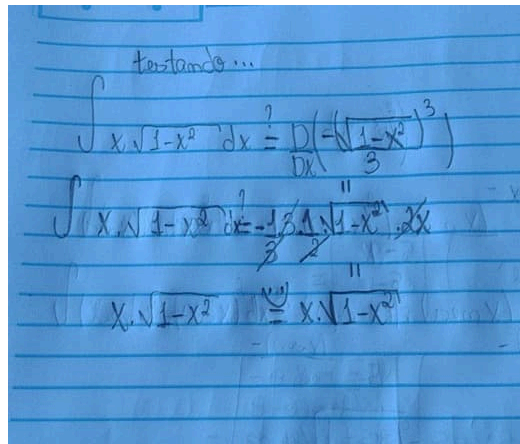 testando...
∫ x.√1-x² dx ?= D/Dx (-(√1-x²)³/3)
||
∫ x.√1-x² dx ?= -1/3.3.1/2.√1-x².2x
||
x.√1-x² = x.√1-x²